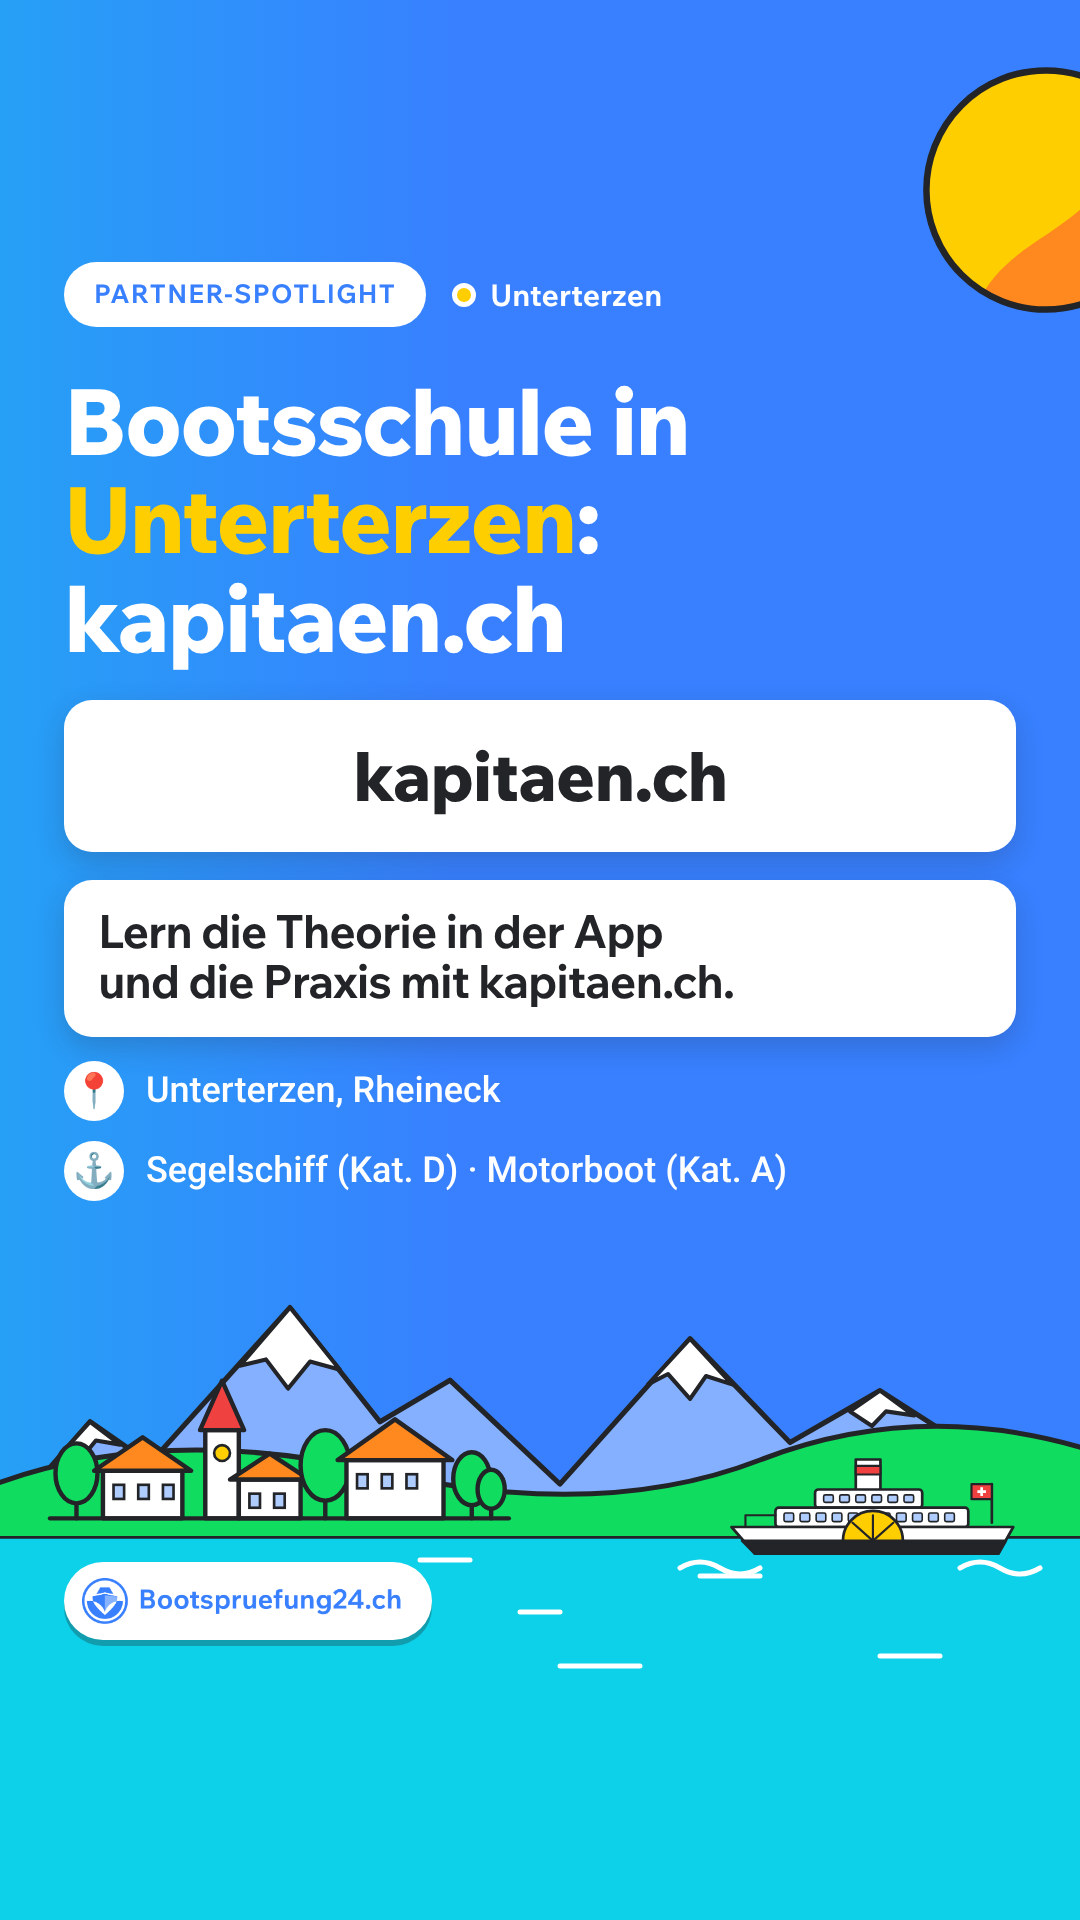 PARTNER-SPOTLIGHT
Unterterzen
Bootsschule in
Unterterzen:
kapitaen.ch
kapitaen.ch
Lern die Theorie in der App
und die Praxis mit kapitaen.ch.
Unterterzen, Rheineck
Segelschiff (Kat. D) · Motorboot (Kat. A)
Bootspruefung24.ch